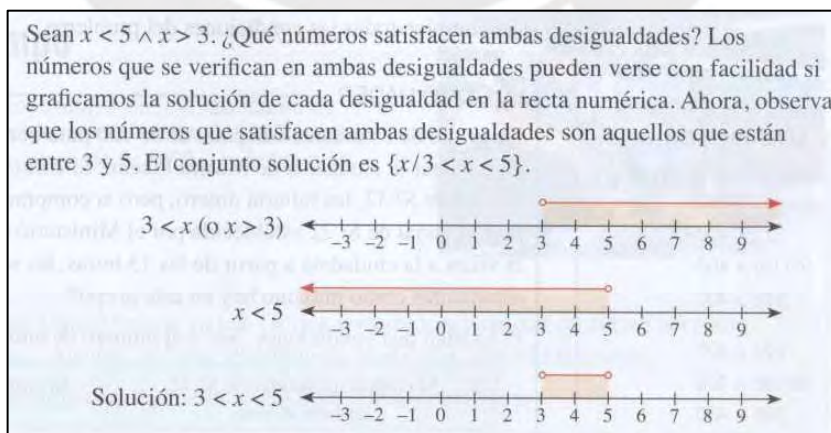 Sean x < 5 ∧ x > 3. ¿Qué números satisfacen ambas desigualdades? Los
números que se verifican en ambas desigualdades pueden verse con facilidad si
graficamos la solución de cada desigualdad en la recta numérica. Ahora, observa
que los números que satisfacen ambas desigualdades son aquellos que están
entre 3 y 5. El conjunto solución es {x/3 < x < 5}.
3 < x (o x > 3)
–3 –2 –1 0 1 2 3 4 5 6 7 8 9
x < 5
–3 –2 –1 0 1 2 3 4 5 6 7 8 9
Solución: 3 < x < 5
–3 –2 –1 0 1 2 3 4 5 6 7 8 9